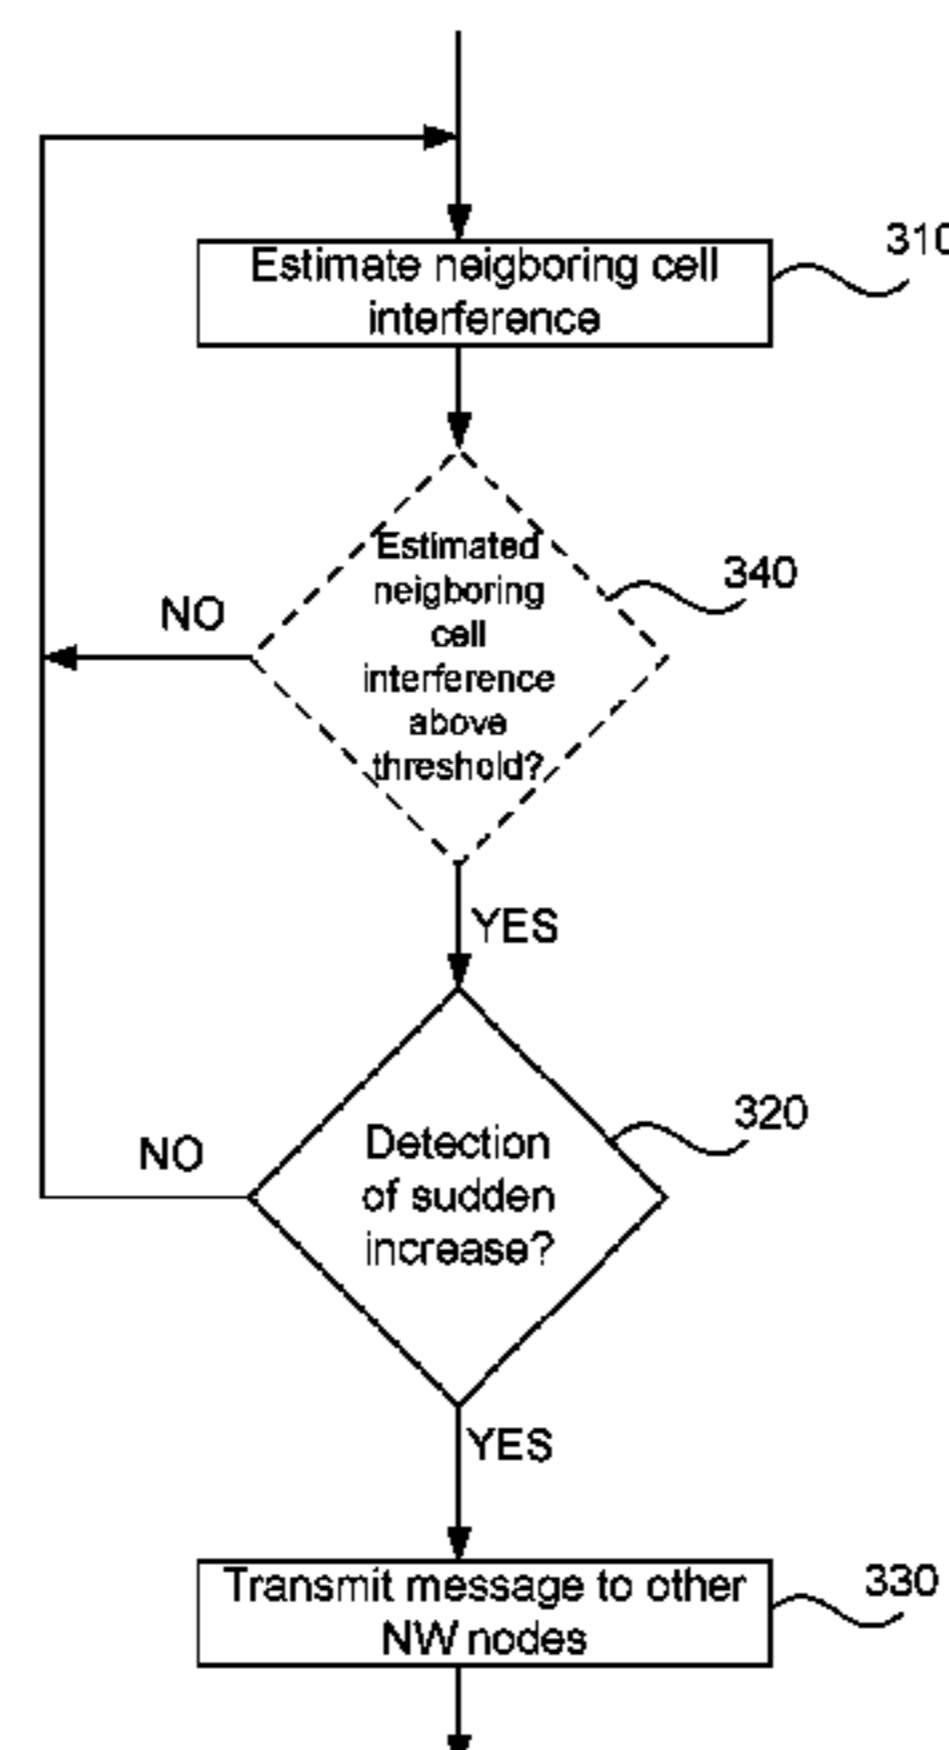 Estimate neigboring cell
interference
310
Estimated
neigboring
cell
interference
above
threshold?
340
NO
YES
Detection
of sudden
increase?
320
NO
YES
Transmit message to other
NW nodes
330